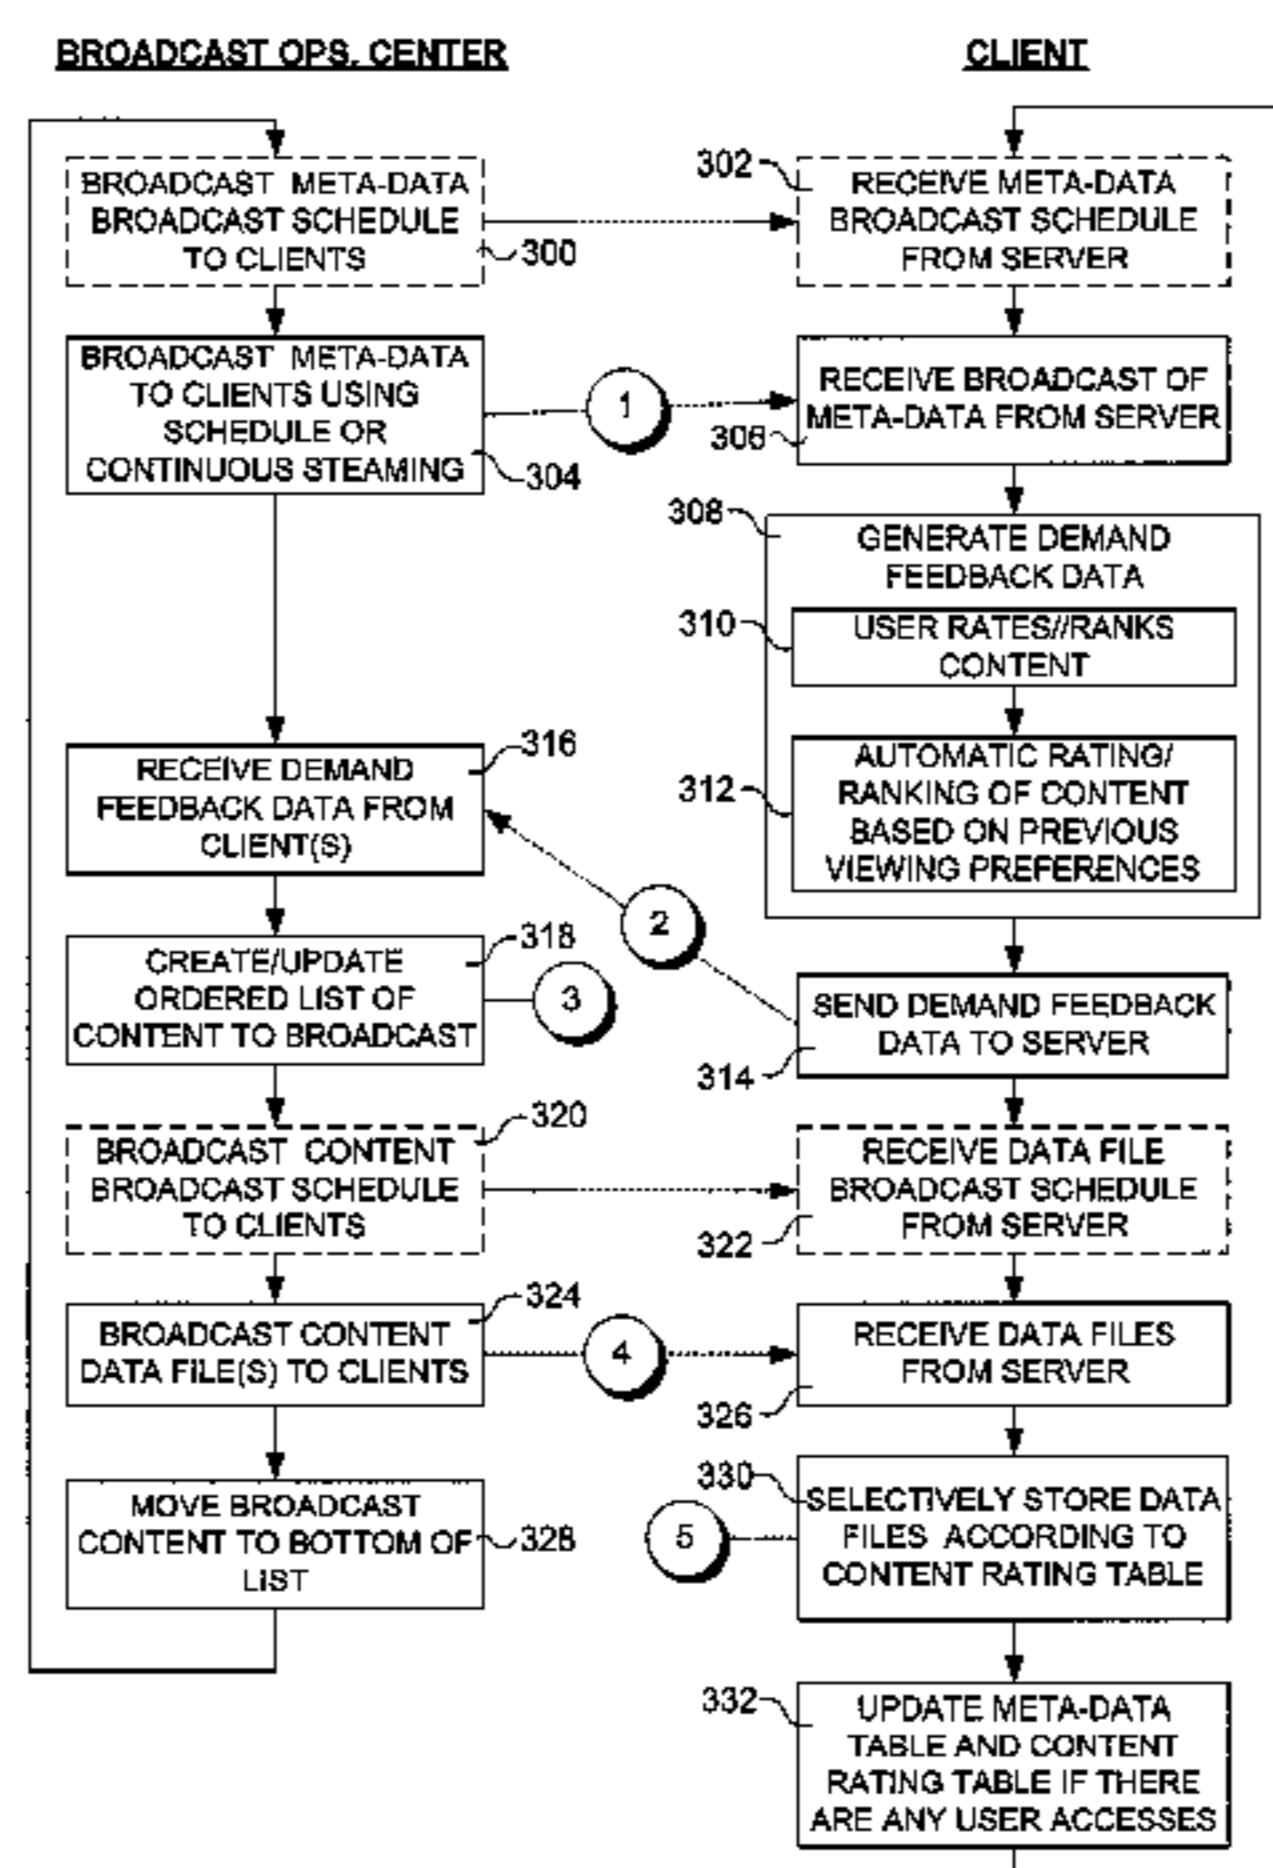 BROADCAST OPS. CENTER
CLIENT
BROADCAST META-DATA
BROADCAST SCHEDULE
TO CLIENTS
300
302
RECEIVE META-DATA
BROADCAST SCHEDULE
FROM SERVER
BROADCAST META-DATA
TO CLIENTS USING
SCHEDULE OR
CONTINUOUS STEAMING
304
1
RECEIVE BROADCAST OF
META-DATA FROM SERVER
306
308
GENERATE DEMAND
FEEDBACK DATA
310
USER RATES//RANKS
CONTENT
312
AUTOMATIC RATING/
RANKING OF CONTENT
BASED ON PREVIOUS
VIEWING PREFERENCES
316
RECEIVE DEMAND
FEEDBACK DATA FROM
CLIENT(S)
2
318
CREATE/UPDATE
ORDERED LIST OF
CONTENT TO BROADCAST
3
SEND DEMAND FEEDBACK
DATA TO SERVER
314
320
BROADCAST CONTENT
BROADCAST SCHEDULE
TO CLIENTS
RECEIVE DATA FILE
BROADCAST SCHEDULE
FROM SERVER
322
324
BROADCAST CONTENT
DATA FILE(S) TO CLIENTS
4
RECEIVE DATA FILES
FROM SERVER
326
MOVE BROADCAST
CONTENT TO BOTTOM OF
LIST
328
330
SELECTIVELY STORE DATA
FILES ACCORDING TO
CONTENT RATING TABLE
5
332
UPDATE META-DATA
TABLE AND CONTENT
RATING TABLE IF THERE
ARE ANY USER ACCESSES